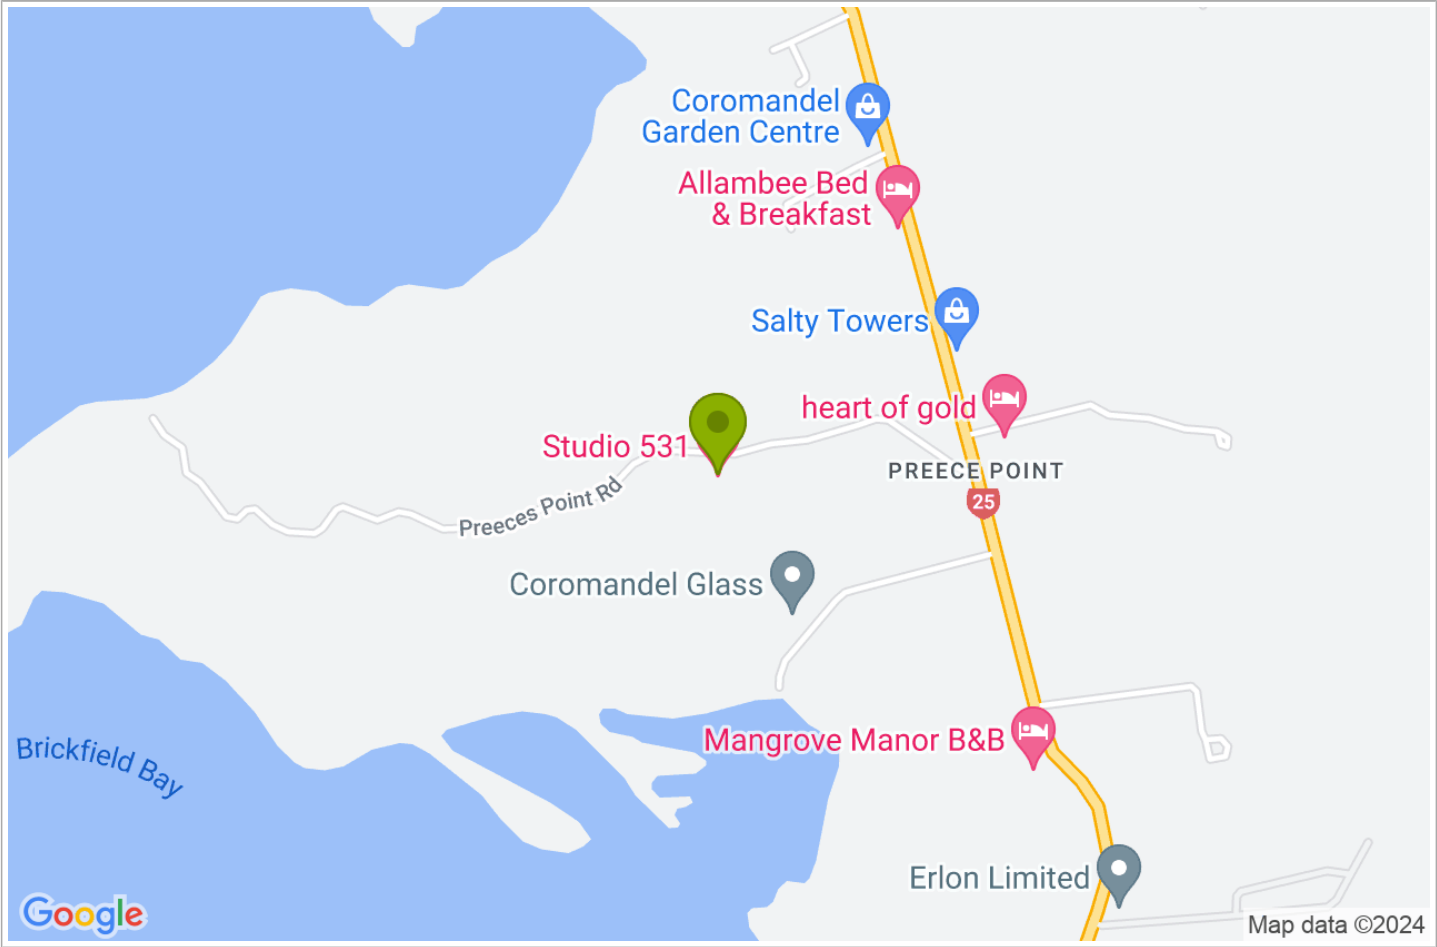 Coromandel
Garden Centre
Allambee Bed
& Breakfast
Salty Towers
heart of gold
Studio 531
PREECE POINT
25
Preeces Point Rd
Coromandel Glass
Mangrove Manor B&B
Brickfield Bay
Erlon Limited
Google
Map data ©2024